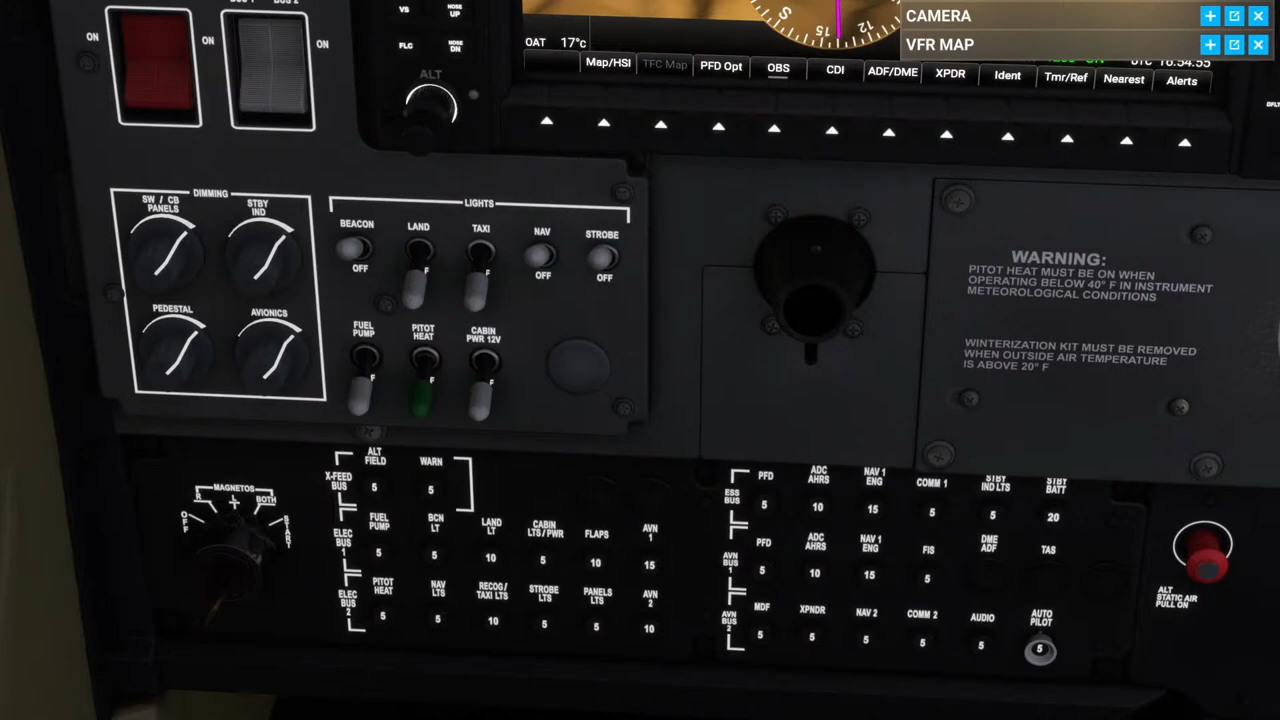 BUS 1 BUS 2
ON
ON
ON
VS
NOSE
UP
FLC
NOSE
DN
ALT
OAT 17°C
S
15
12
CAMERA
VFR MAP
UTC 16:54:55
Map/HSI
TFC Map
PFD Opt
OBS
CDI
ADF/DME
XPDR
Ident
Tmr/Ref
Nearest
Alerts
DIMMING
SW / CB
PANELS
STBY
IND
PEDESTAL
AVIONICS
LIGHTS
BEACON
OFF
LAND
TAXI
NAV
OFF
STROBE
OFF
FUEL
PUMP
PITOT
HEAT
CABIN
PWR 12V
WARNING:
PITOT HEAT MUST BE ON WHEN
OPERATING BELOW 40° F IN INSTRUMENT
METEOROLOGICAL CONDITIONS
WINTERIZATION KIT MUST BE REMOVED
WHEN OUTSIDE AIR TEMPERATURE
IS ABOVE 20° F
MAGNETOS
OFF
R
L
BOTH
START
X-FEED
BUS
ALT
FIELD
5
WARN
5
ELEC
BUS
1
FUEL
PUMP
5
BCN
LT
5
LAND
LT
10
CABIN
LTS/PWR
5
FLAPS
10
AVN
1
15
ELEC
BUS
2
PITOT
HEAT
5
NAV
LTS
5
RECOG/
TAXI LTS
10
STROBE
LTS
5
PANELS
LTS
5
AVN
2
10
ESS
BUS
PFD
5
ADC
AHRS
10
NAV 1
ENG
15
COMM 1
5
STBY
IND LTS
5
STBY
BATT
20
AVN
BUS
1
PFD
5
ADC
AHRS
10
NAV 1
ENG
15
FIS
5
DME
ADF
TAS
AVN
BUS
2
MDF
5
XPNDR
5
NAV 2
5
COMM 2
5
AUDIO
5
AUTO
PILOT
5
ALT
STATIC AIR
PULL ON